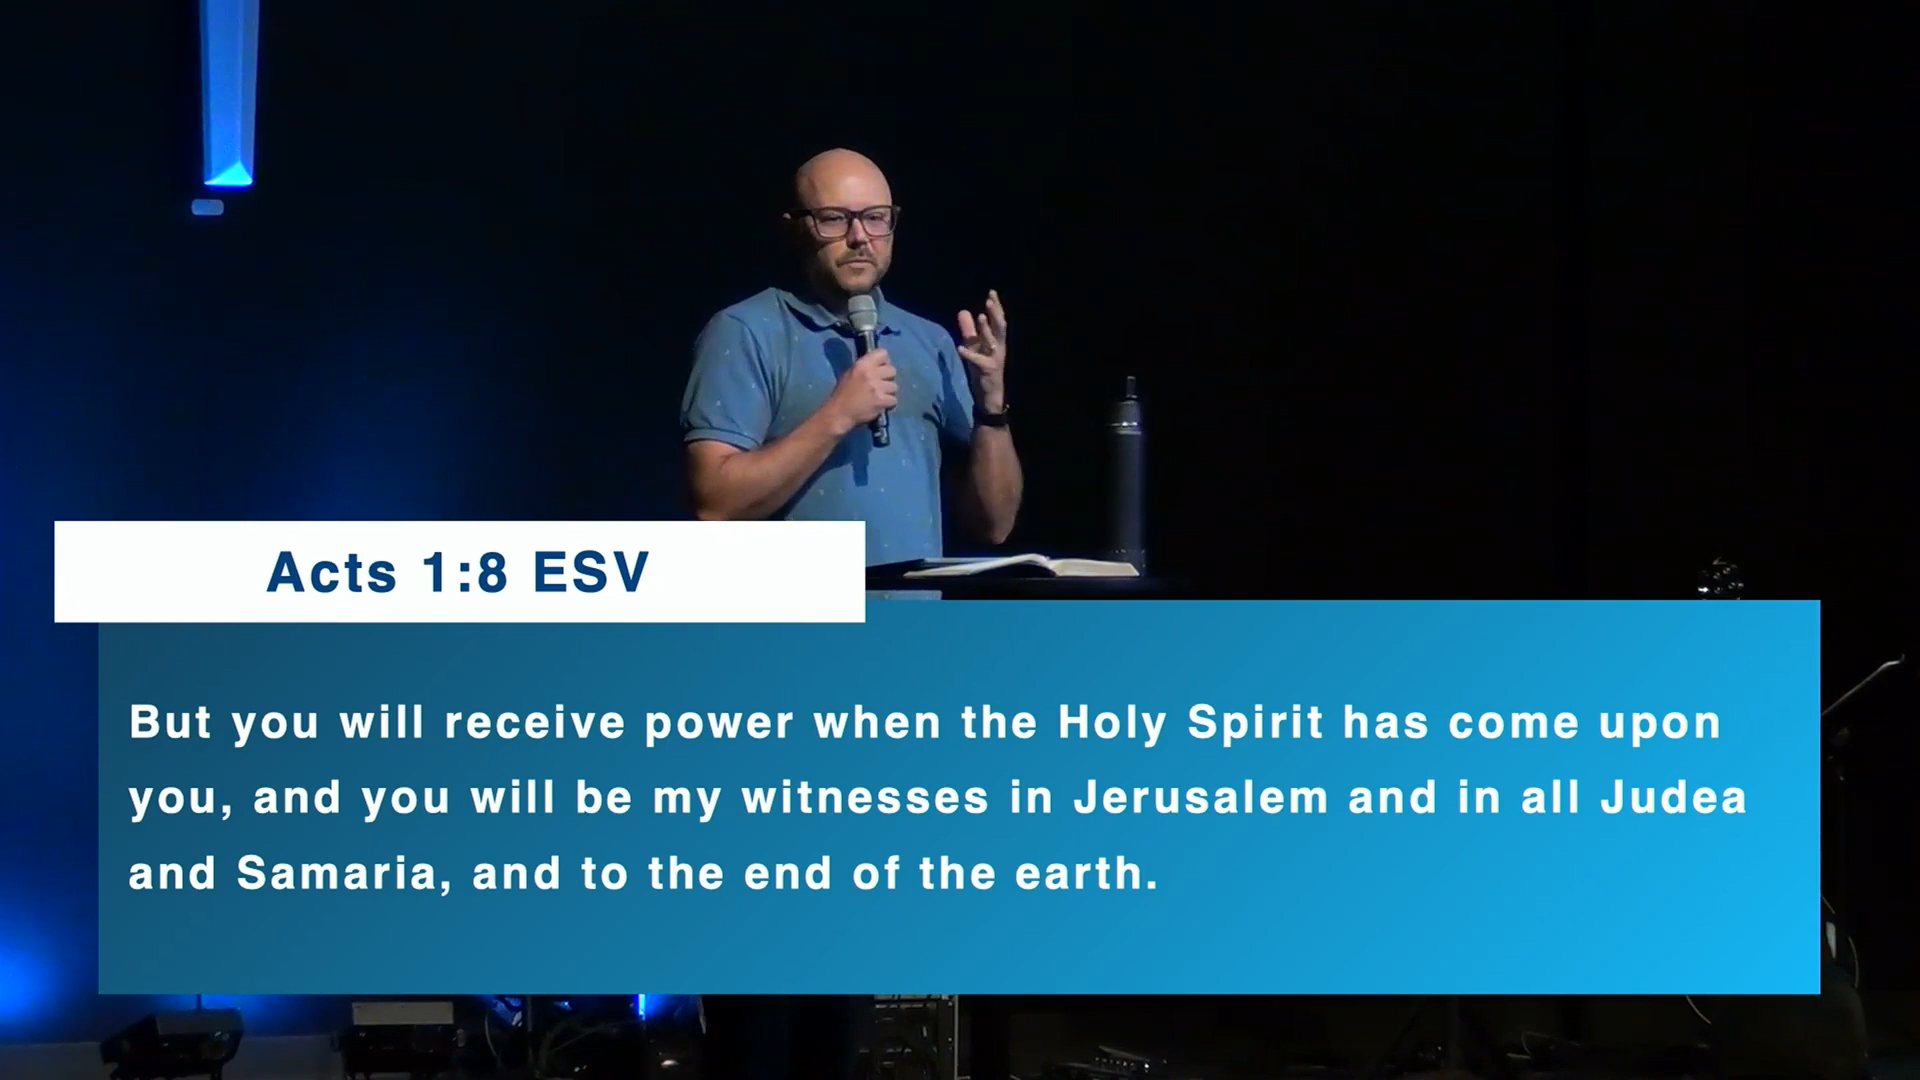 Acts 1:8 ESV
But you will receive power when the Holy Spirit has come upon
you, and you will be my witnesses in Jerusalem and in all Judea
and Samaria, and to the end of the earth.